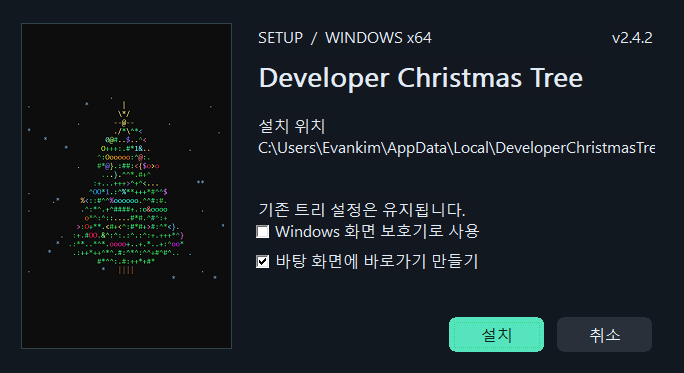 SETUP / WINDOWS x64
v2.4.2
Developer Christmas Tree
설치 위치
C:\Users\Evankim\AppData\Local\DeveloperChristmasTre
기존 트리 설정은 유지됩니다.
Windows 화면 보호기로 사용
바탕 화면에 바로가기 만들기
설치
취소